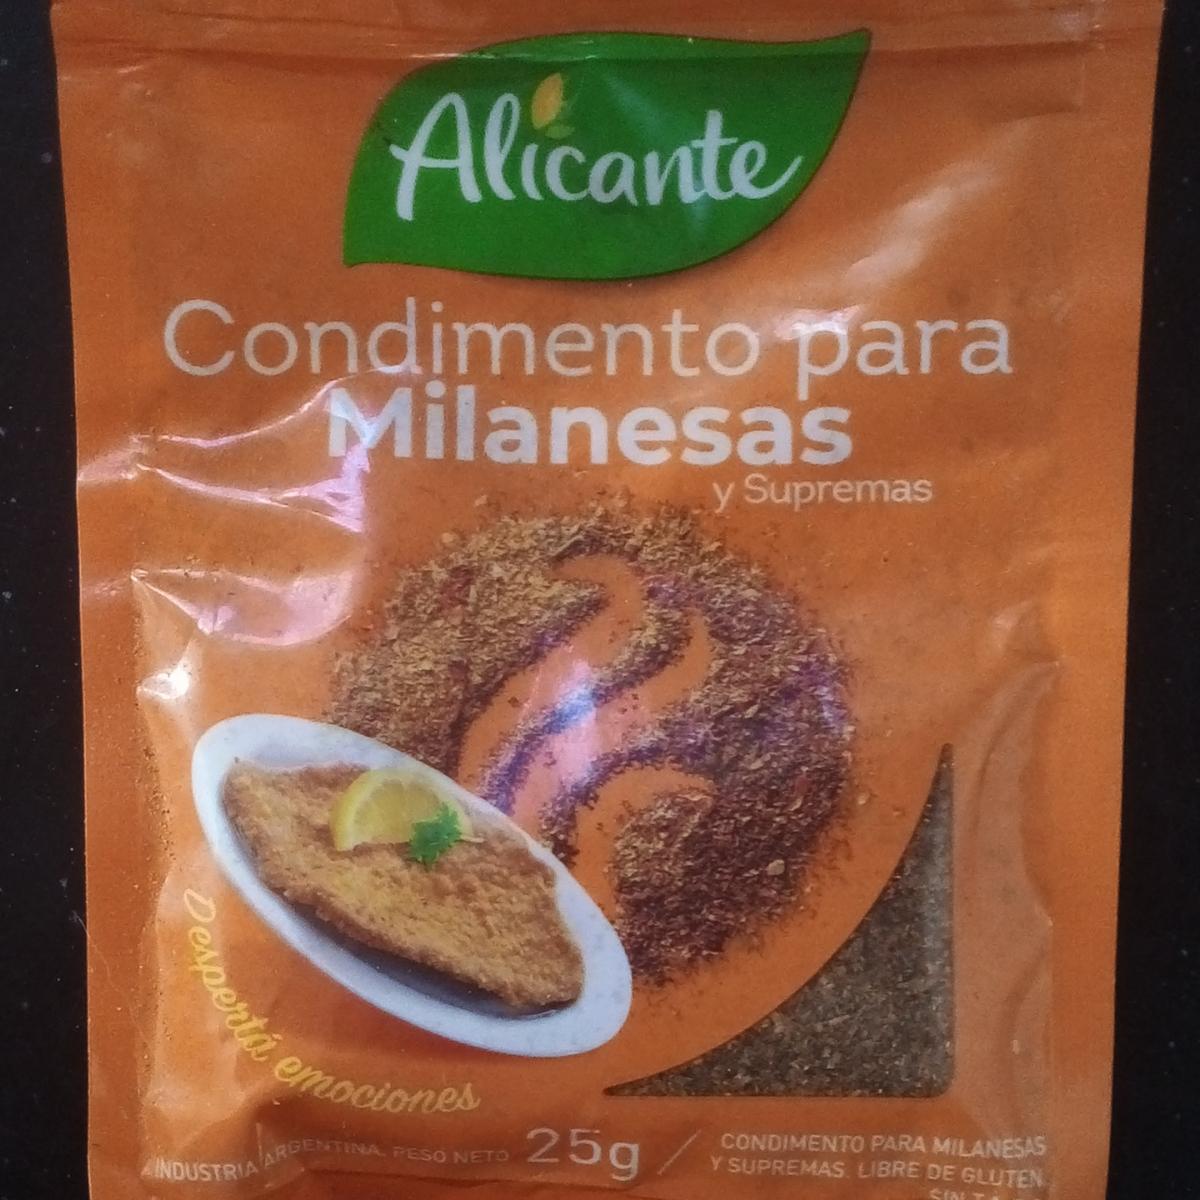 Alicante
Condimento para
Milanesas
y Supremas
Despertá emociones
INDUSTRIA ARGENTINA. PESO NETO 25g
CONDIMENTO PARA MILANESAS
Y SUPREMAS. LIBRE DE GLUTEN
SIN